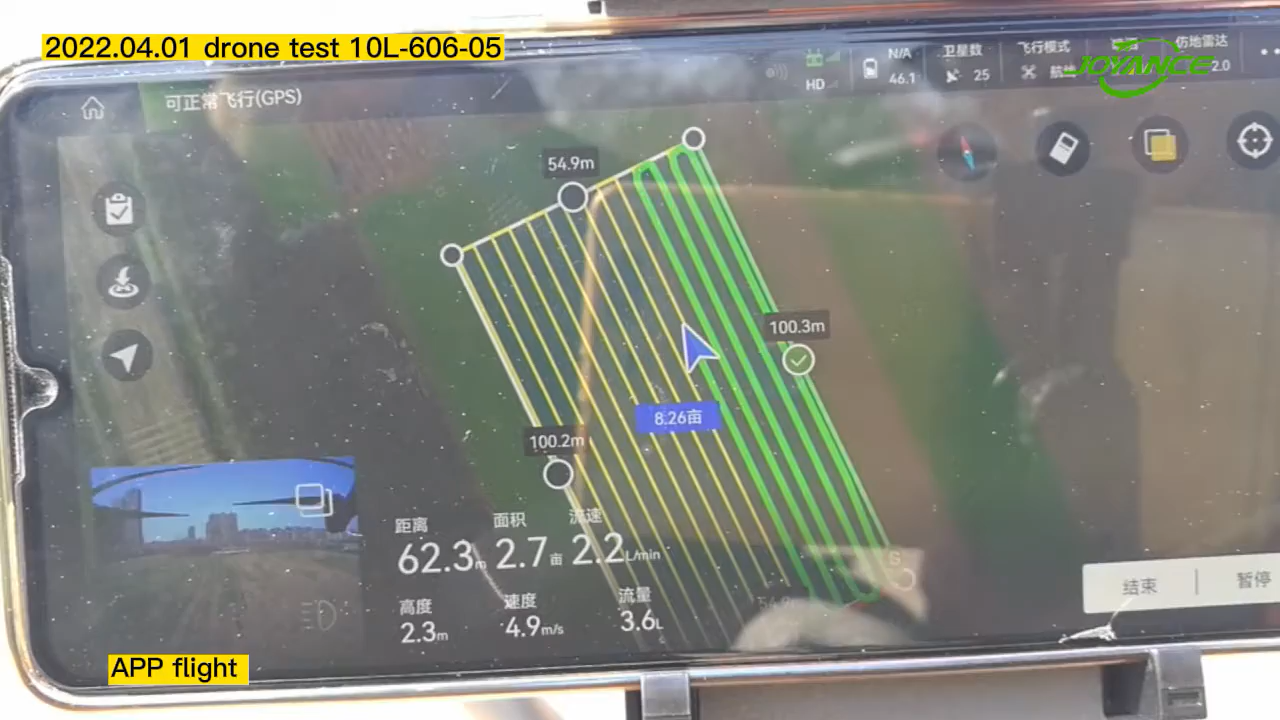 2022.04.01 drone test 10L-606-05
可正常飞行(GPS)
HD
N/A
46.1
卫星数
25
飞行模式
仿地雷达
2.0
JOYANCE
54.9m
100.3m
8.26亩
100.2m
距离
62.3m
面积
2.7亩
流速
2.2L/min
高度
2.3m
速度
4.9m/s
流量
3.6L
结束
暂停
APP flight